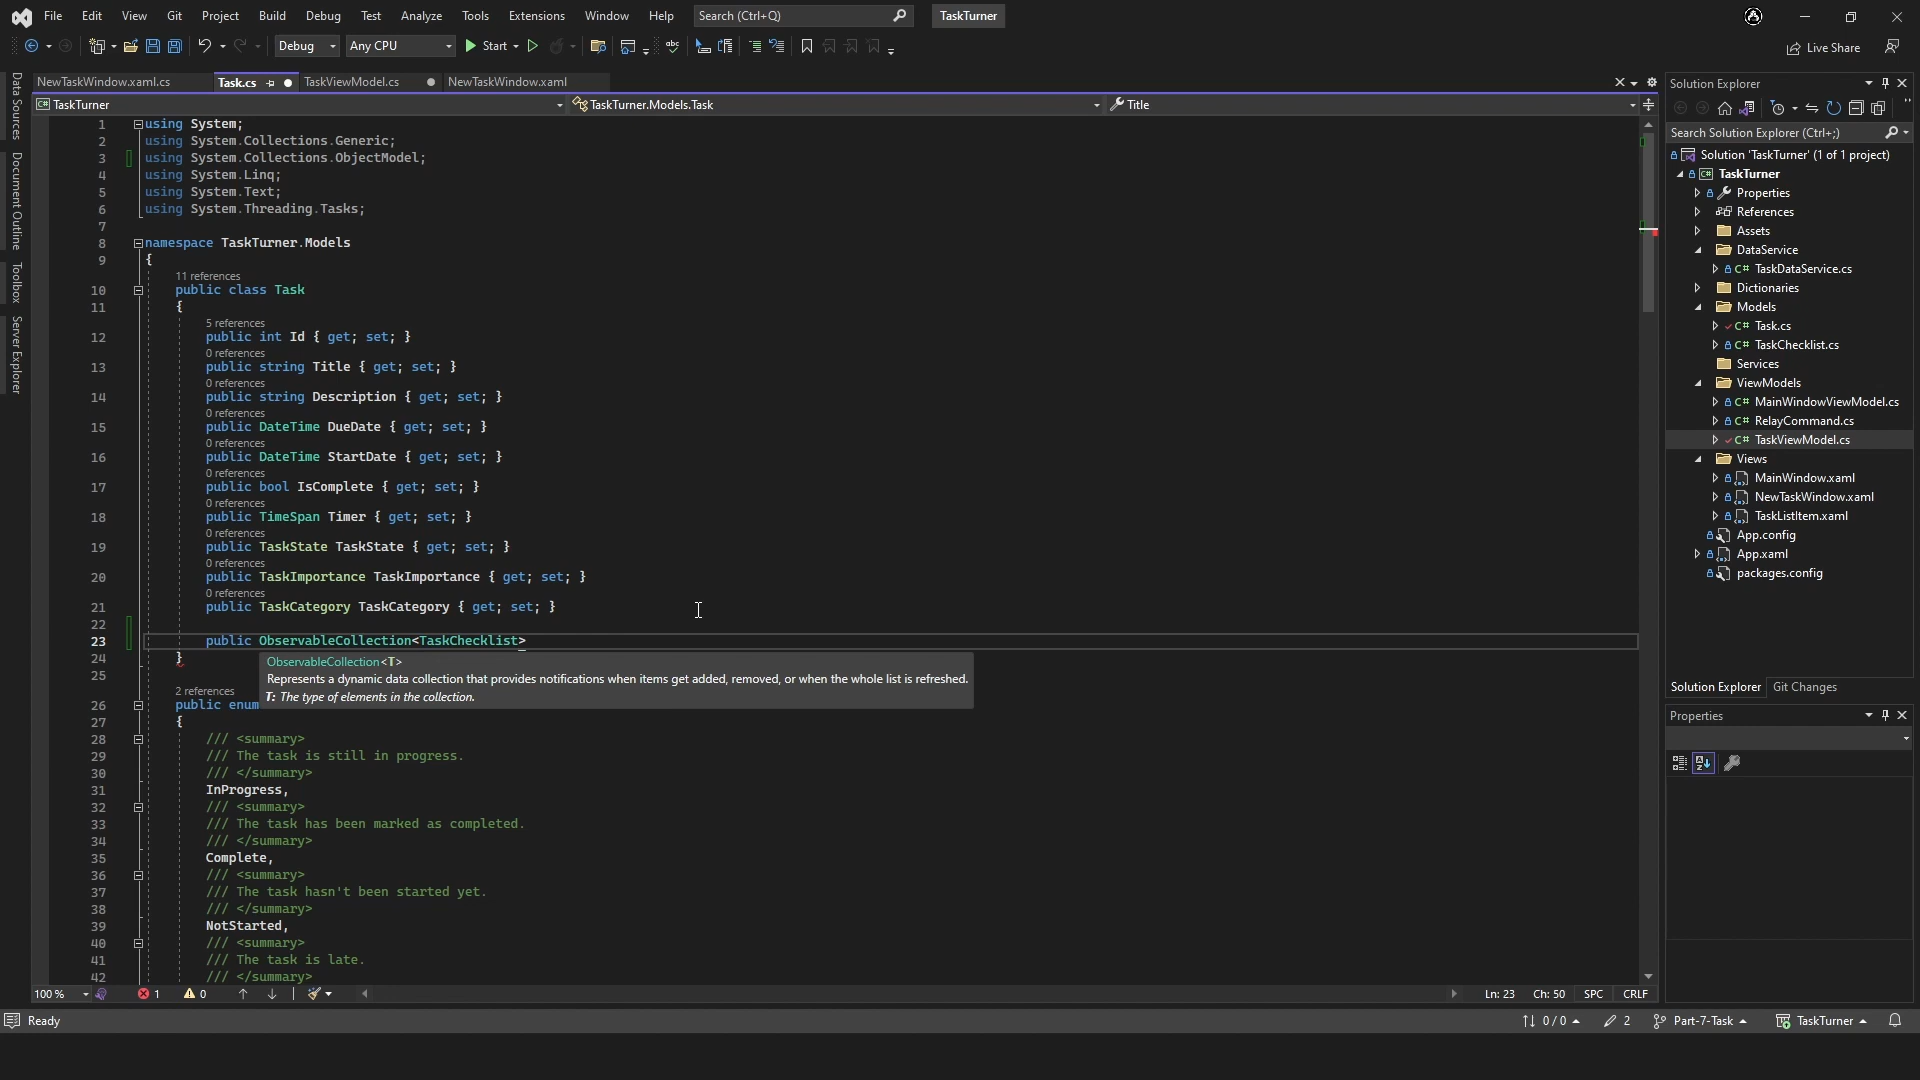 File Edit View Git Project Build Debug Test Analyze Tools Extensions Window Help Search (Ctrl+Q) TaskTurner
Debug Any CPU Start Live Share
NewTaskWindow.xaml.cs Task.cs TaskViewModel.cs NewTaskWindow.xaml
TaskTurner TaskTurner.Models.Task Title
Data Sources
Document Outline
Toolbox
Server Explorer
1 using System;
2 using System.Collections.Generic;
3 using System.Collections.ObjectModel;
4 using System.Linq;
5 using System.Text;
6 using System.Threading.Tasks;
7
8 namespace TaskTurner.Models
9 {
11 references
10 public class Task
11 {
5 references
12 public int Id { get; set; }
0 references
13 public string Title { get; set; }
0 references
14 public string Description { get; set; }
0 references
15 public DateTime DueDate { get; set; }
0 references
16 public DateTime StartDate { get; set; }
0 references
17 public bool IsComplete { get; set; }
0 references
18 public TimeSpan Timer { get; set; }
0 references
19 public TaskState TaskState { get; set; }
0 references
20 public TaskImportance TaskImportance { get; set; }
0 references
21 public TaskCategory TaskCategory { get; set; }
22
23 public ObservableCollection<TaskChecklist>
24 }
ObservableCollection<T>
Represents a dynamic data collection that provides notifications when items get added, removed, or when the whole list is refreshed.
T: The type of elements in the collection.
25
2 references
26 public enum
27 {
28 /// <summary>
29 /// The task is still in progress.
30 /// </summary>
31 InProgress,
32 /// <summary>
33 /// The task has been marked as completed.
34 /// </summary>
35 Complete,
36 /// <summary>
37 /// The task hasn't been started yet.
38 /// </summary>
39 NotStarted,
40 /// <summary>
41 /// The task is late.
42 /// </summary>
100 % 1 0 Ln: 23 Ch: 50 SPC CRLF
Solution Explorer
Search Solution Explorer (Ctrl+;)
Solution 'TaskTurner' (1 of 1 project)
C# TaskTurner
Properties
References
Assets
DataService
C# TaskDataService.cs
Dictionaries
Models
C# Task.cs
C# TaskChecklist.cs
Services
ViewModels
C# MainWindowViewModel.cs
C# RelayCommand.cs
C# TaskViewModel.cs
Views
MainWindow.xaml
NewTaskWindow.xaml
TaskListItem.xaml
App.config
App.xaml
packages.config
Solution Explorer Git Changes
Properties
Ready 0 / 0 2 Part-7-Task TaskTurner